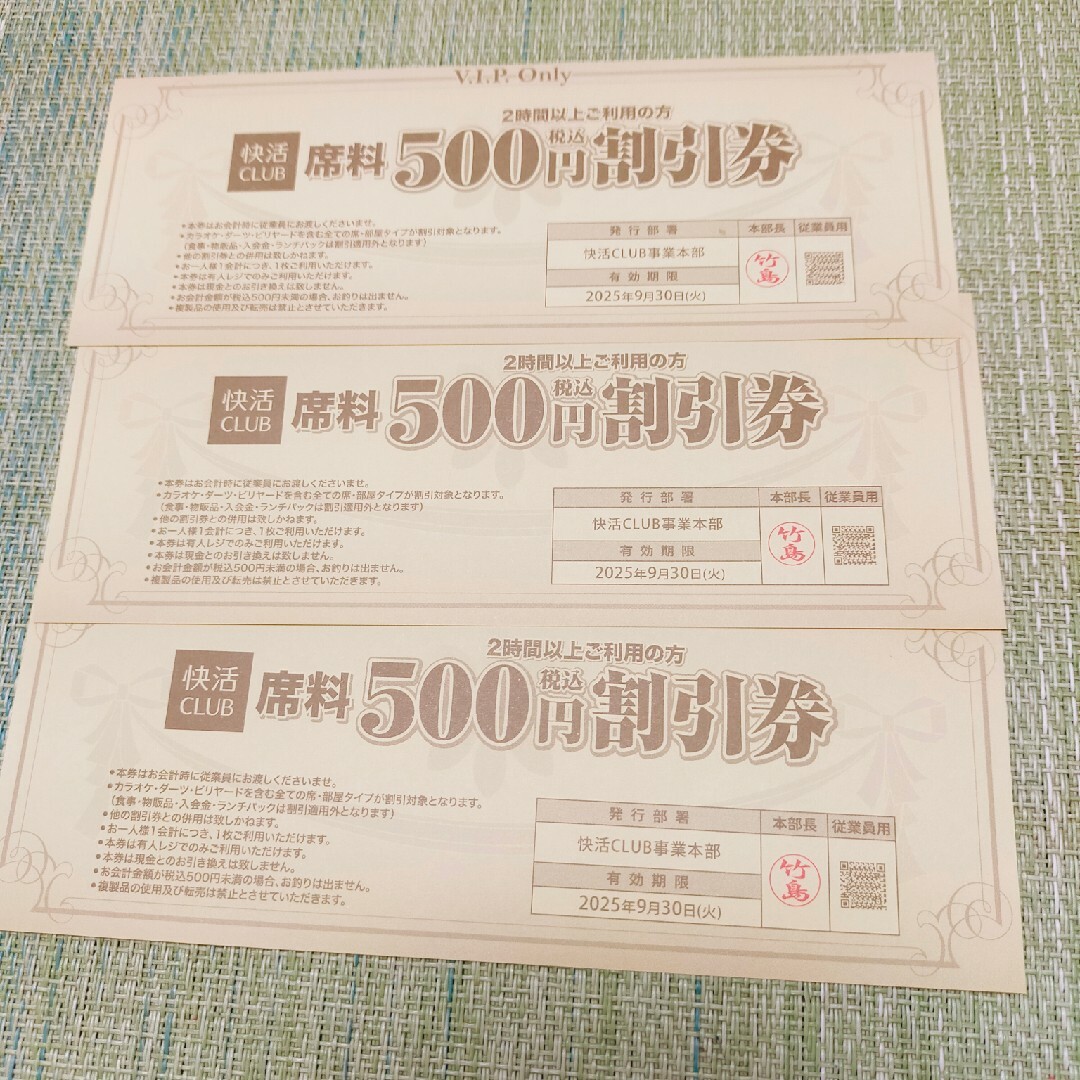 V.I.P. Only
2時間以上ご利用の方
快活
CLUB
席料
500円
税込
割引券
•本券はお会計時に従業員にお渡しくださいませ。
•カラオケ・ダーツ・ビリヤードを含む全ての席・部屋タイプが割引対象となります。
(食事・物販品・入会金・ランチパックは割引適用外となります)
•他の割引券との併用は致しかねます。
•お一人様1会計につき、1枚ご利用いただけます。
•本券は有人レジでのみご利用いただけます。
•本券は現金とのお引き換えは致しません。
•お会計金額が税込500円未満の場合、お釣りは出ません。
•複製品の使用及び転売は禁止とさせていただきます。
発行部署
本部長
従業員用
快活CLUB事業本部
竹島
有効期限
2025年9月30日(火)
2時間以上ご利用の方
快活
CLUB
席料
500円
税込
割引券
•本券はお会計時に従業員にお渡しくださいませ。
•カラオケ・ダーツ・ビリヤードを含む全ての席・部屋タイプが割引対象となります。
(食事・物販品・入会金・ランチパックは割引適用外となります)
•他の割引券との併用は致しかねます。
•お一人様1会計につき、1枚ご利用いただけます。
•本券は有人レジでのみご利用いただけます。
•本券は現金とのお引き換えは致しません。
•お会計金額が税込500円未満の場合、お釣りは出ません。
•複製品の使用及び転売は禁止とさせていただきます。
発行部署
本部長
従業員用
快活CLUB事業本部
竹島
有効期限
2025年9月30日(火)
2時間以上ご利用の方
快活
CLUB
席料
500円
税込
割引券
•本券はお会計時に従業員にお渡しくださいませ。
•カラオケ・ダーツ・ビリヤードを含む全ての席・部屋タイプが割引対象となります。
(食事・物販品・入会金・ランチパックは割引適用外となります)
•他の割引券との併用は致しかねます。
•お一人様1会計につき、1枚ご利用いただけます。
•本券は有人レジでのみご利用いただけます。
•本券は現金とのお引き換えは致しません。
•お会計金額が税込500円未満の場合、お釣りは出ません。
•複製品の使用及び転売は禁止とさせていただきます。
発行部署
本部長
従業員用
快活CLUB事業本部
竹島
有効期限
2025年9月30日(火)